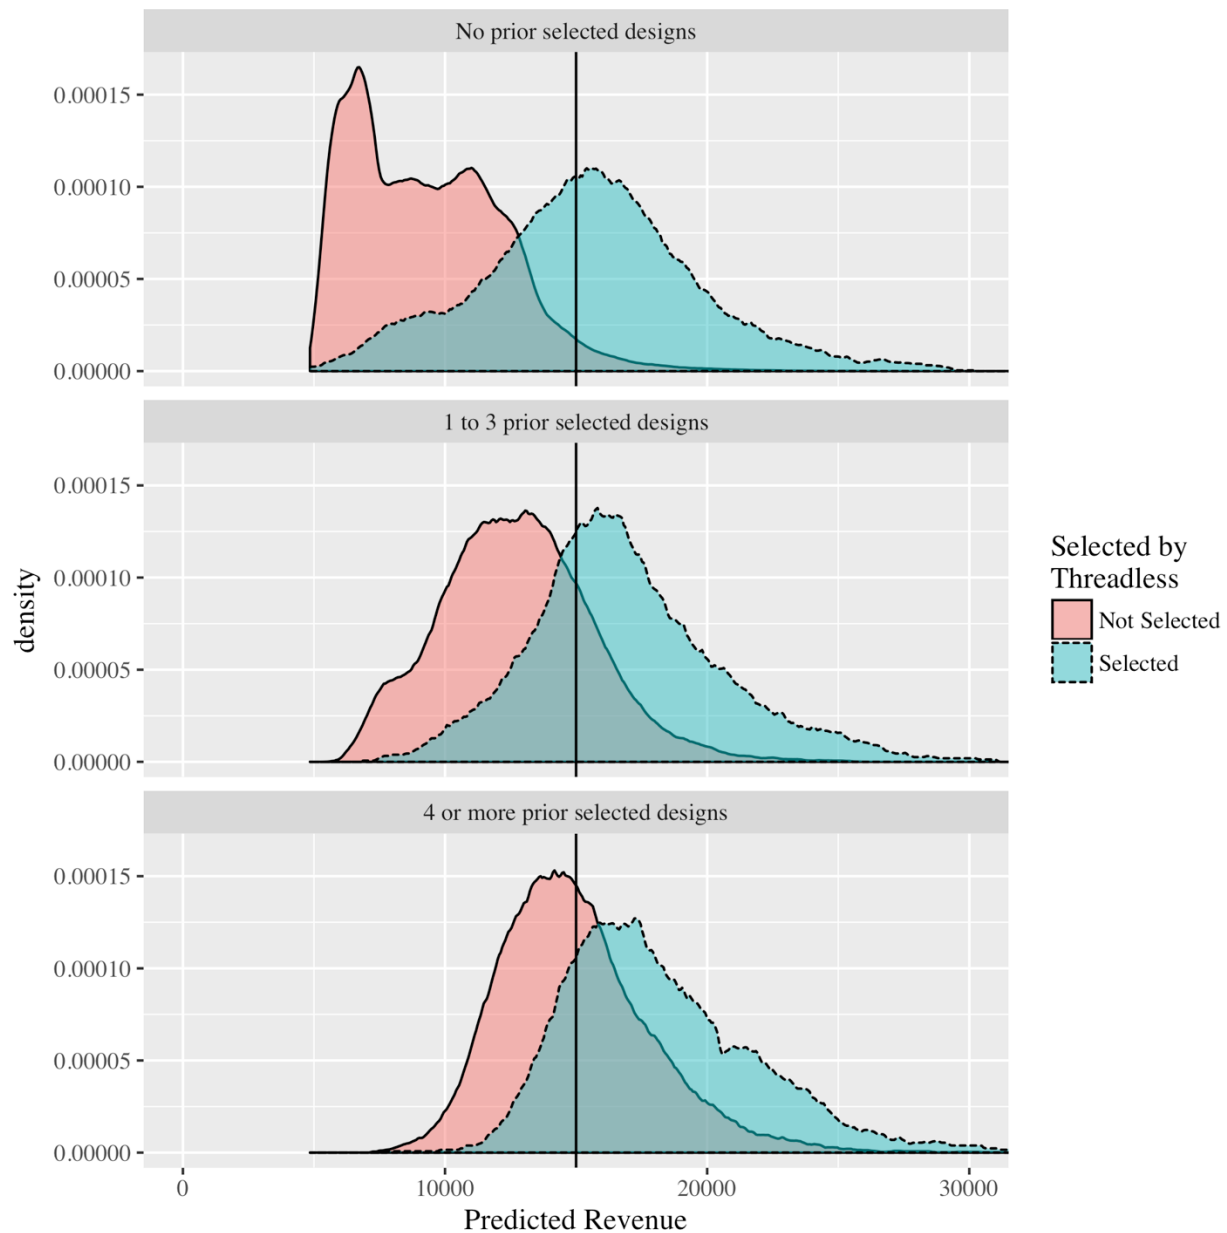 No prior selected designs
0.00015
0.00010
0.00005
0.00000
1 to 3 prior selected designs
0.00015
0.00010
0.00005
0.00000
density
Selected by
Threadless
Not Selected
Selected
4 or more prior selected designs
0.00015
0.00010
0.00005
0.00000
0 10000 20000 30000
Predicted Revenue